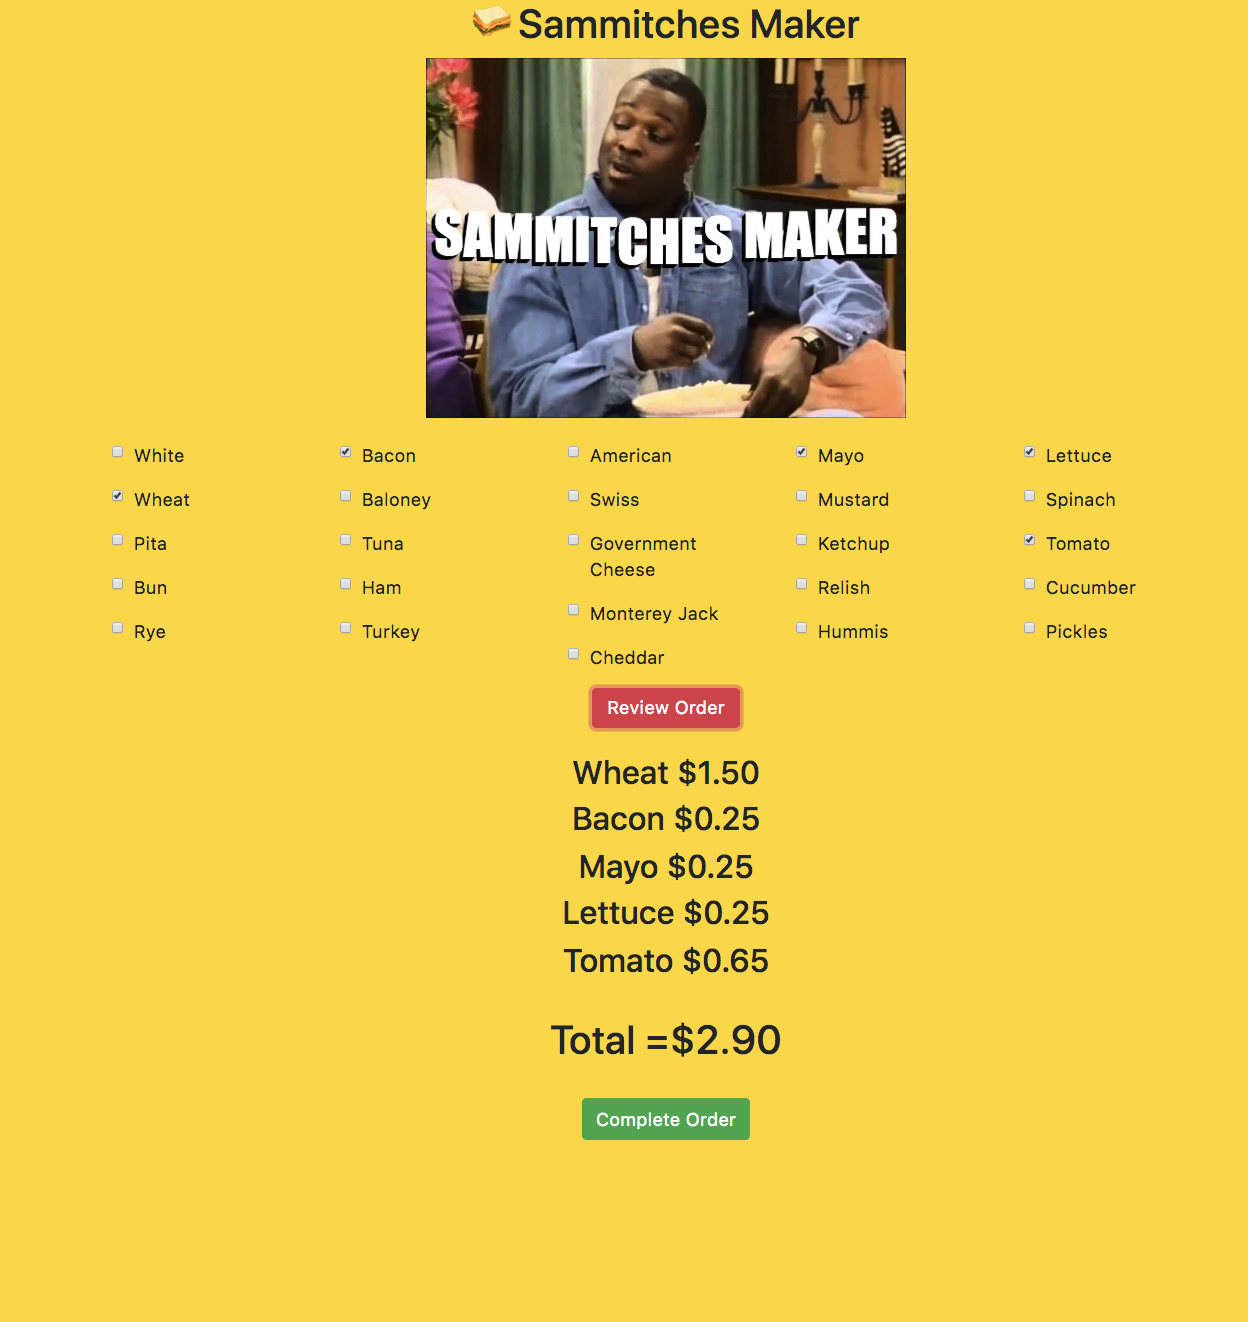 Sammitches Maker
SAMMITCHES MAKER
White
Wheat
Pita
Bun
Rye
Bacon
Baloney
Tuna
Ham
Turkey
American
Swiss
Government
Cheese
Monterey Jack
Cheddar
Mayo
Mustard
Ketchup
Relish
Hummis
Lettuce
Spinach
Tomato
Cucumber
Pickles
Review Order
Wheat $1.50
Bacon $0.25
Mayo $0.25
Lettuce $0.25
Tomato $0.65
Total =$2.90
Complete Order